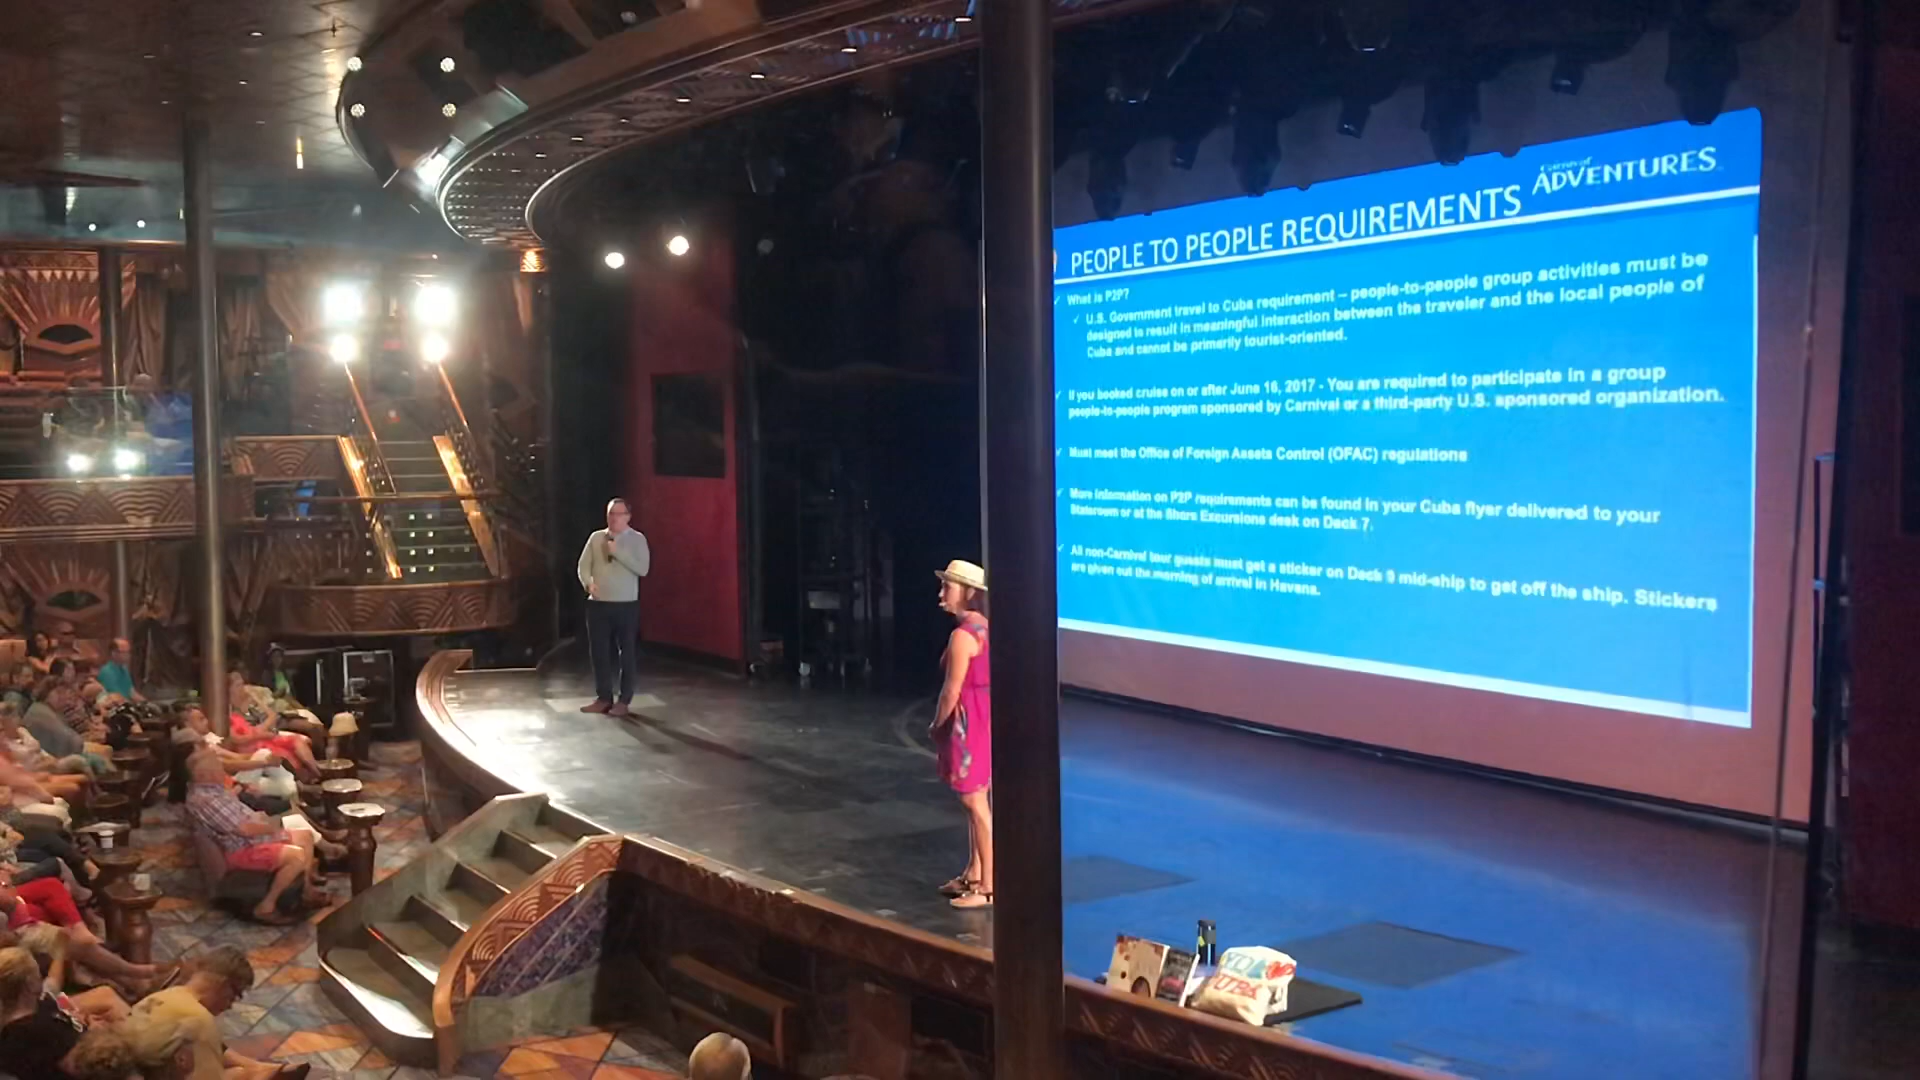 Carnival
ADVENTURES
PEOPLE TO PEOPLE REQUIREMENTS
✓ What is P2P?
✓ U.S. Government travel to Cuba requirement – people-to-people group activities must be
designed to result in meaningful interaction between the traveler and the local people of
Cuba and cannot be primarily tourist-oriented.
✓ If you booked cruise on or after June 16, 2017 - You are required to participate in a group
people-to-people program sponsored by Carnival or a third-party U.S. sponsored organization.
✓ Must meet the Office of Foreign Assets Control (OFAC) regulations
✓ More information on P2P requirements can be found in your Cuba flyer delivered to your
Stateroom or at the Shore Excursions desk on Deck 7.
✓ All non-Carnival tour guests must get a sticker on Deck 9 mid-ship to get off the ship. Stickers
are given out the morning of arrival in Havana.